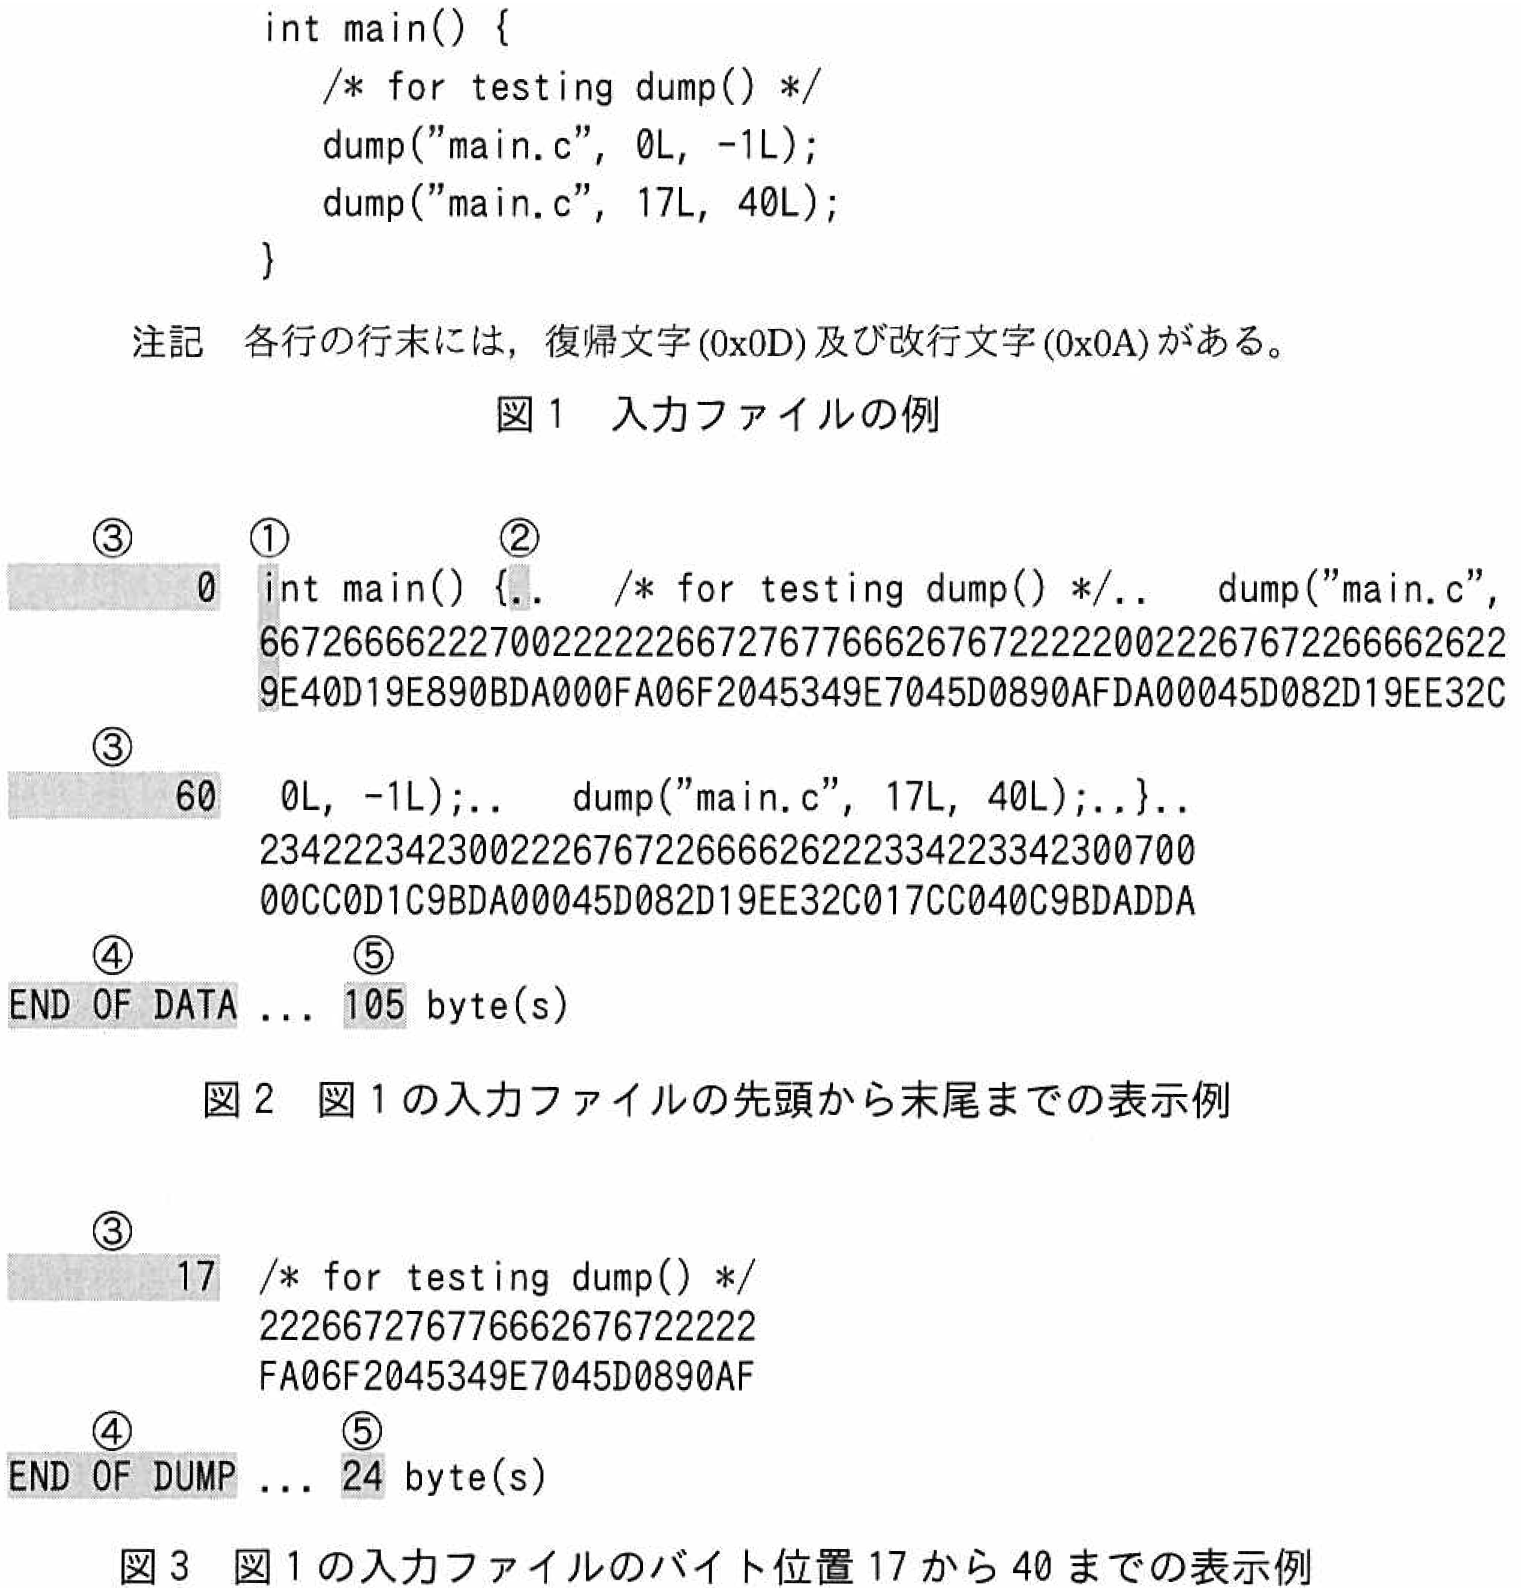 int main() {
   /* for testing dump() */
   dump(”main.c”, 0L, -1L);
   dump(”main.c”, 17L, 40L);
}
注記　各行の行末には，復帰文字(0x0D)及び改行文字(0x0A)がある。
図1　入力ファイルの例
③ ① ②
0  int main() {..   /* for testing dump() */..   dump(”main.c”,
667266662227002222226672767766626767222220022267672266662622
9E40D19E890BDA000FA06F2045349E7045D0890AFDA00045D082D19EE32C
③
60   0L, -1L);..   dump(”main.c”, 17L, 40L);..}..
234222342300222676722666626222334223342300700
00CC0D1C9BDA00045D082D19EE32C017CC040C9BDADDA
④ ⑤
END OF DATA ... 105 byte(s)
図2　図1の入力ファイルの先頭から末尾までの表示例
③
17  /* for testing dump() */
222667276776662676722222
FA06F2045349E7045D0890AF
④ ⑤
END OF DUMP ... 24 byte(s)
図3　図1の入力ファイルのバイト位置17から40までの表示例